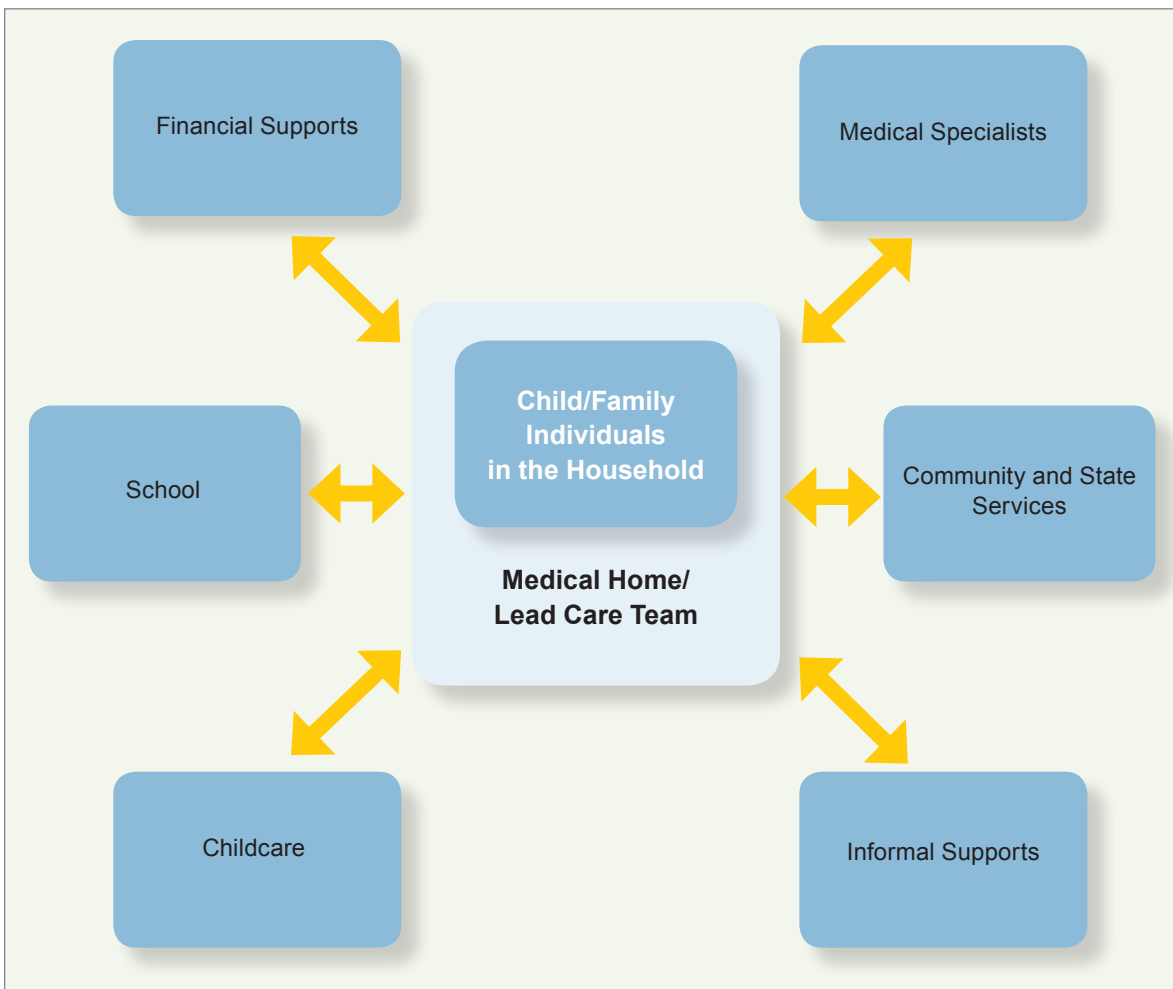 Financial Supports
Medical Specialists
Child/Family
Individuals
in the Household
School
Community and State
Services
Medical Home/
Lead Care Team
Childcare
Informal Supports